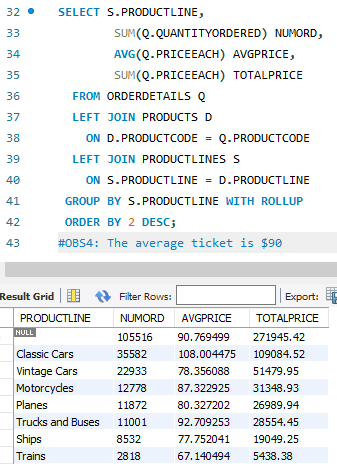 32 SELECT S.PRODUCTLINE,
33 SUM(Q.QUANTITYORDERED) NUMORD,
34 AVG(Q.PRICEEACH) AVGPRICE,
35 SUM(Q.PRICEEACH) TOTALPRICE
36 FROM ORDERDETAILS Q
37 LEFT JOIN PRODUCTS D
38 ON D.PRODUCTCODE = Q.PRODUCTCODE
39 LEFT JOIN PRODUCTLINES S
40 ON S.PRODUCTLINE = D.PRODUCTLINE
41 GROUP BY S.PRODUCTLINE WITH ROLLUP
42 ORDER BY 2 DESC;
43 #OBS4: The average ticket is $90
Result Grid Filter Rows: Export:
PRODUCTLINE NUMORD AVGPRICE TOTALPRICE
NULL 105516 90.769499 271945.42
Classic Cars 35582 108.004475 109084.52
Vintage Cars 22933 78.356088 51479.95
Motorcycles 12778 87.322925 31348.93
Planes 11872 80.327202 26989.94
Trucks and Buses 11001 92.709253 28554.45
Ships 8532 77.752041 19049.25
Trains 2818 67.140494 5438.38